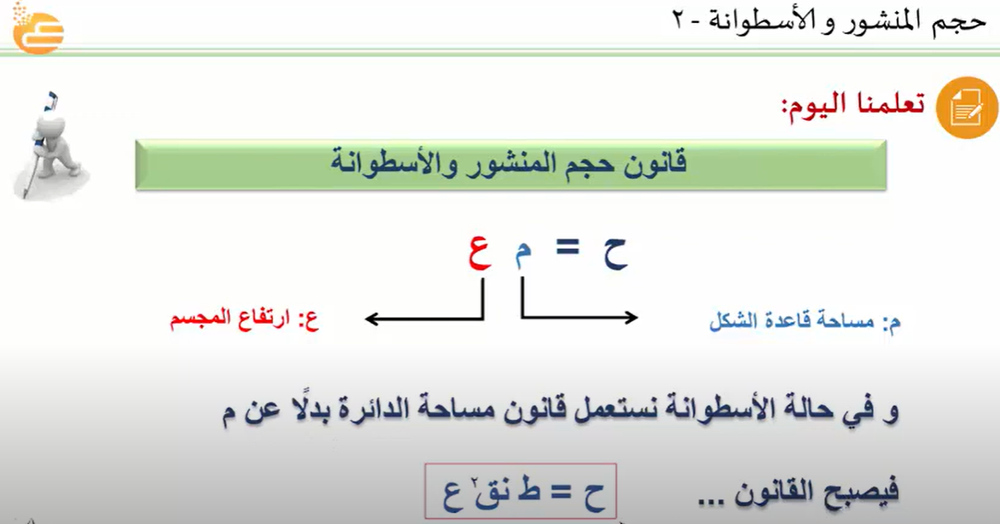 حجم المنشور و الأسطوانة - ٢
تعلمنا اليوم:
قانون حجم المنشور والأسطوانة
ح = م ع
م: مساحة قاعدة الشكل
ع: ارتفاع المجسم
و في حالة الأسطوانة نستعمل قانون مساحة الدائرة بدلًا عن م
فيصبح القانون ...
ح = ط نق٢ ع